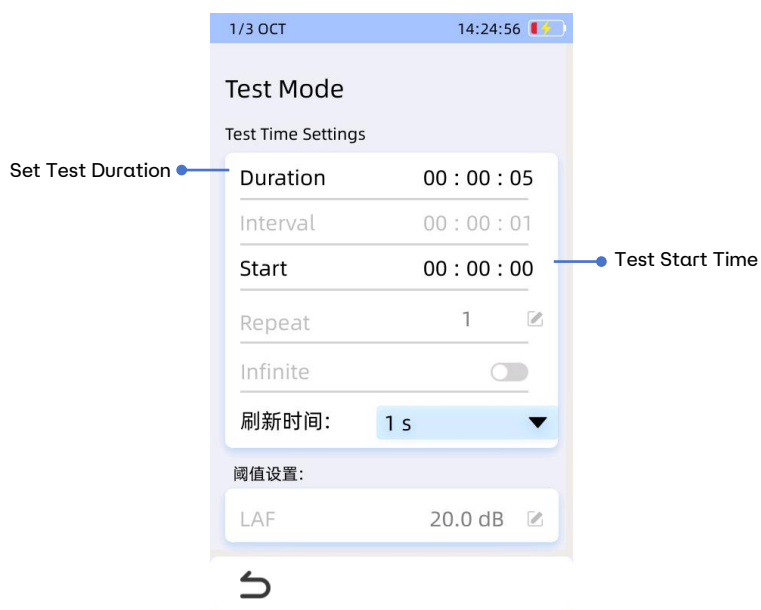 1/3 OCT 14:24:56
Test Mode
Test Time Settings
Set Test Duration
Duration 00 : 00 : 05
Interval 00 : 00 : 01
Start 00 : 00 : 00
Test Start Time
Repeat 1
Infinite
刷新时间: 1 s
阈值设置:
LAF 20.0 dB